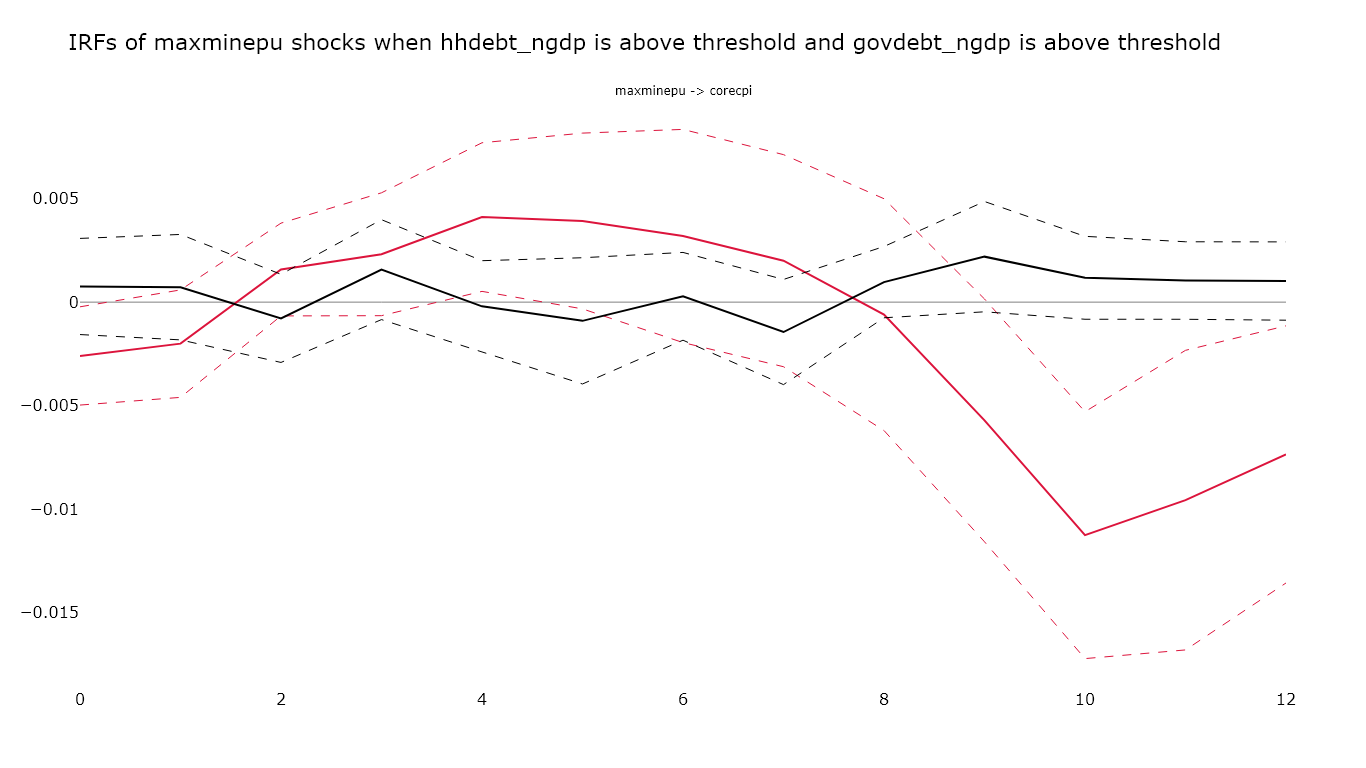 IRFs of maxminepu shocks when hhdebt_ngdp is above threshold and govdebt_ngdp is above threshold
maxminepu -> corecpi
0.005
0
−0.005
−0.01
−0.015
0 2 4 6 8 10 12